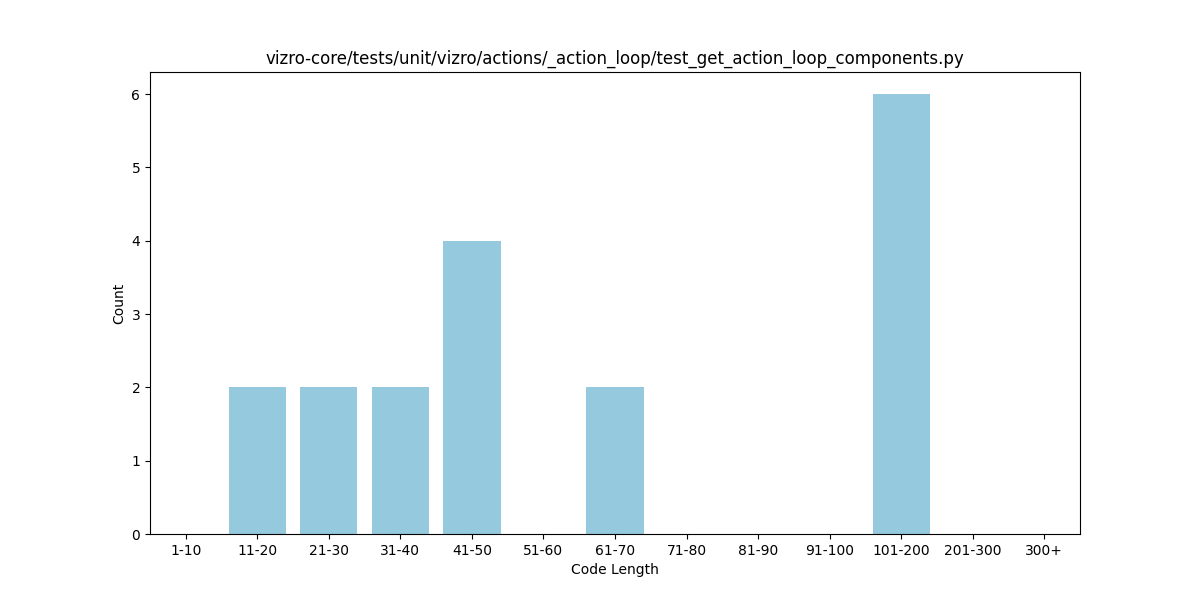 vizro-core/tests/unit/vizro/actions/_action_loop/test_get_action_loop_components.py
6
5
4
3
2
1
0
Count
1-10 11-20 21-30 31-40 41-50 51-60 61-70 71-80 81-90 91-100 101-200 201-300 300+
Code Length